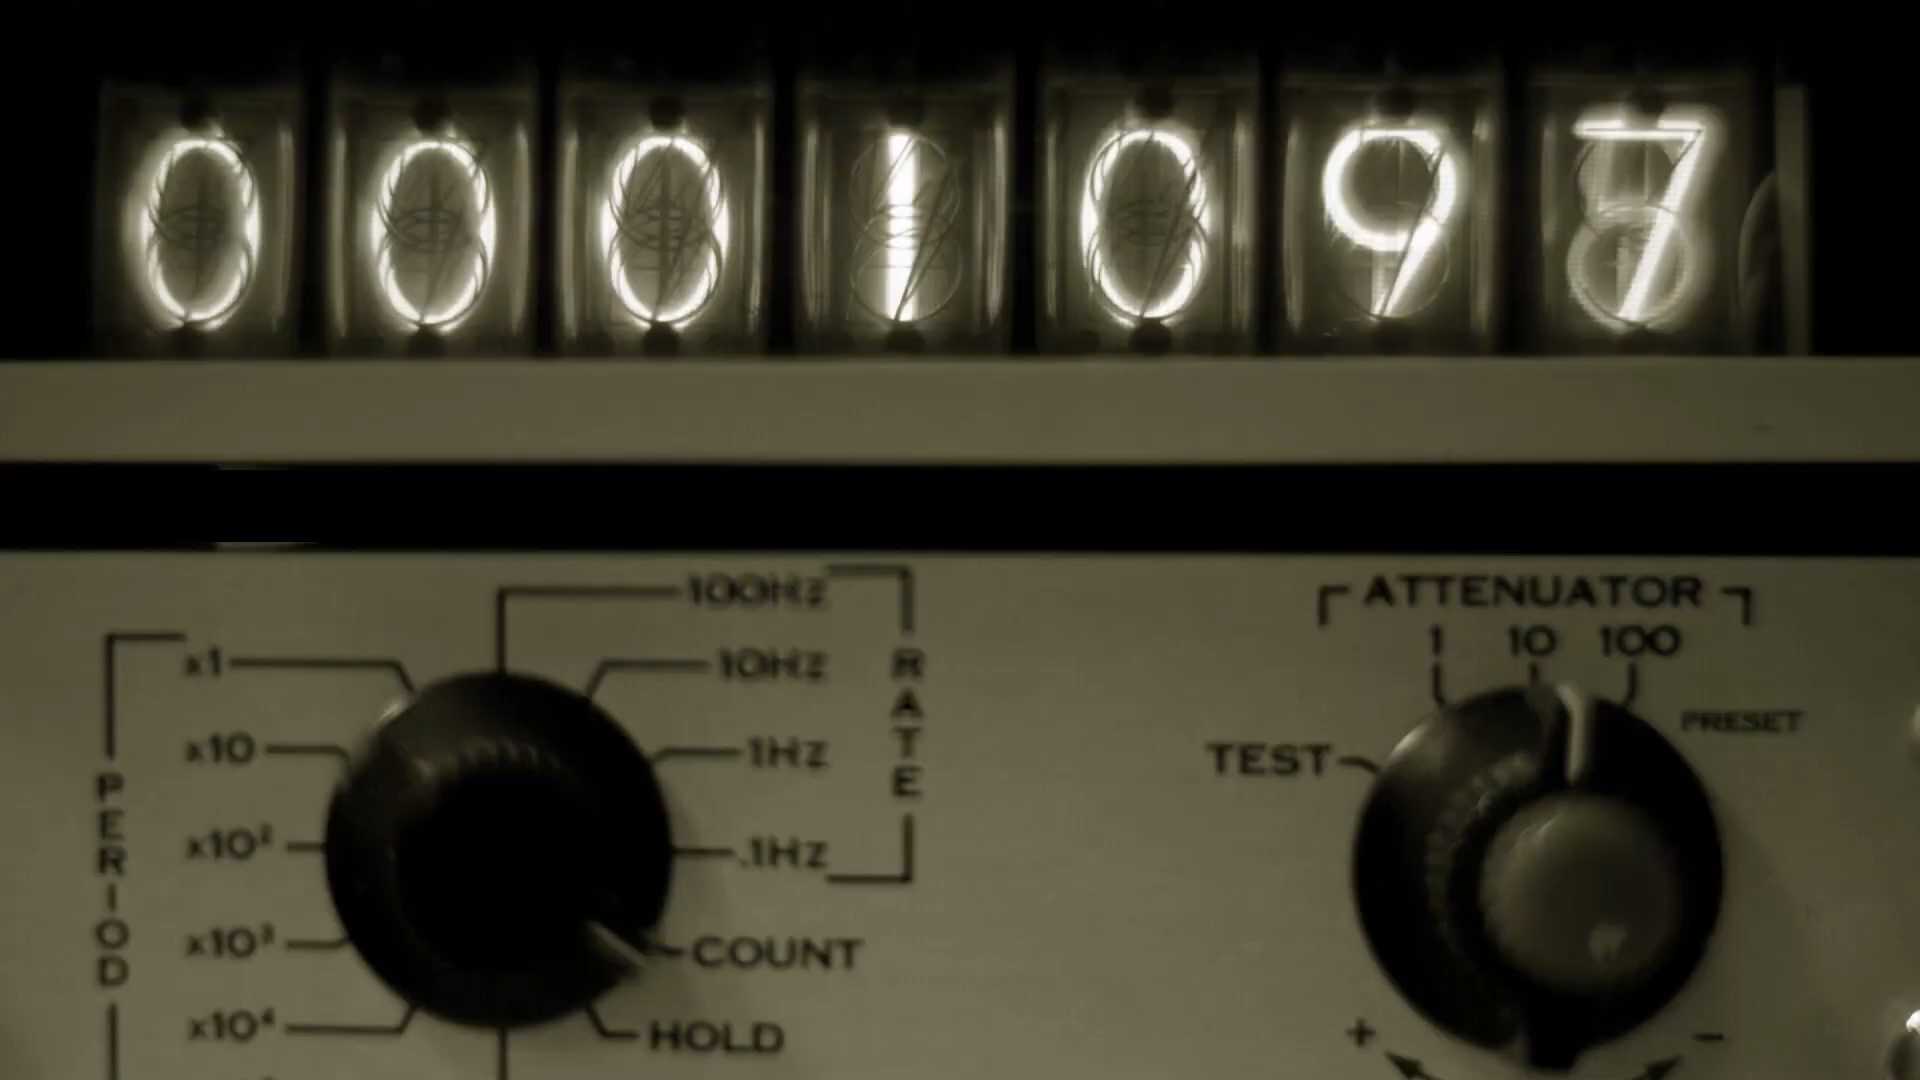 0001097
100Hz
ATTENUATOR
1 10 100
x1
10Hz
RATE
PRESET
x10
1Hz
TEST
PERIOD
x10²
.1Hz
x10³
COUNT
x10⁴
HOLD
+ −